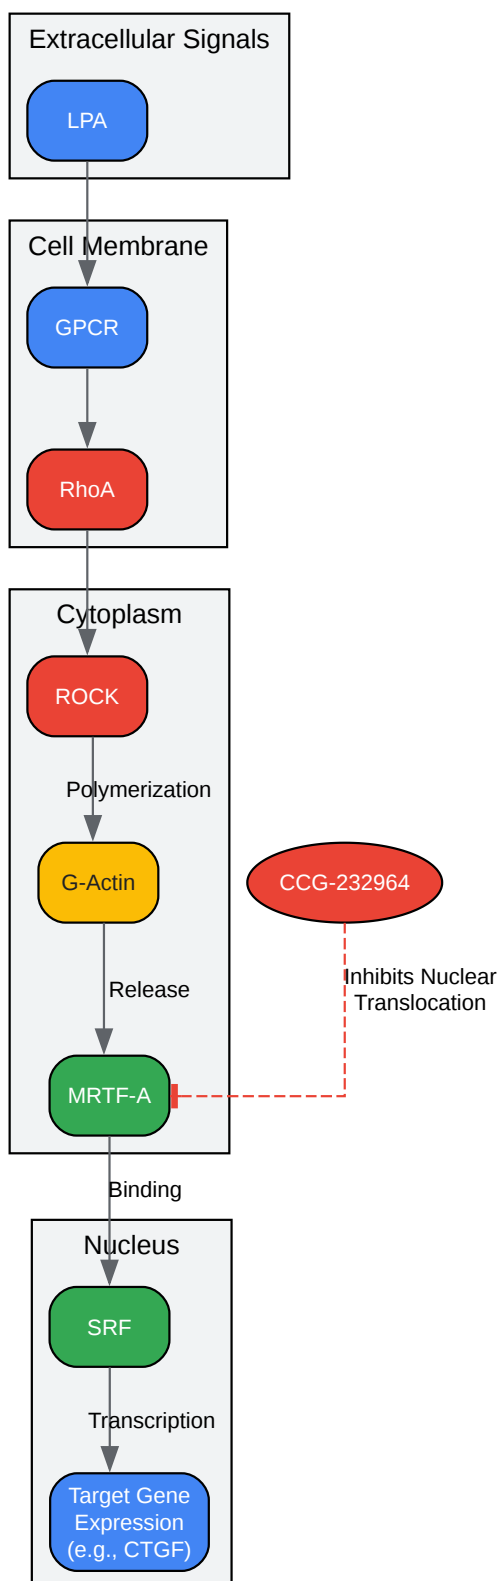 Extracellular Signals
LPA
Cell Membrane
GPCR
RhoA
Cytoplasm
ROCK
Polymerization
G-Actin
CCG-232964
Inhibits Nuclear
Translocation
Release
MRTF-A
Binding
Nucleus
SRF
Transcription
Target Gene
Expression
(e.g., CTGF)